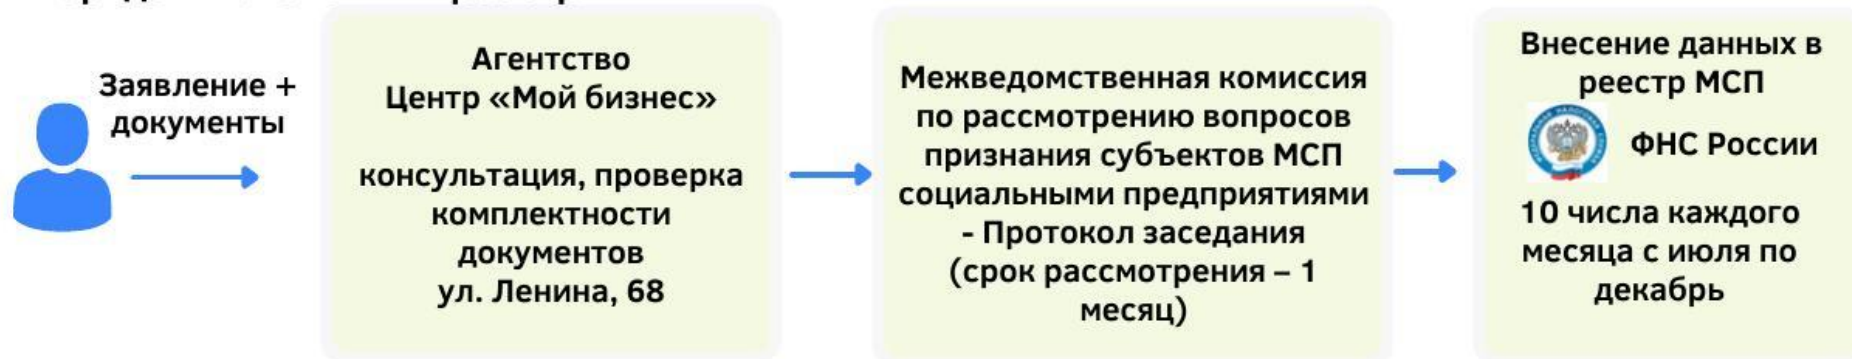 Заявление +
документы
Агентство
Центр «Мой бизнес»
консультация, проверка
комплектности
документов
ул. Ленина, 68
Межведомственная комиссия
по рассмотрению вопросов
признания субъектов МСП
социальными предприятиями
- Протокол заседания
(срок рассмотрения – 1
месяц)
Внесение данных в
реестр МСП
ФНС России
10 числа каждого
месяца с июля по
декабрь